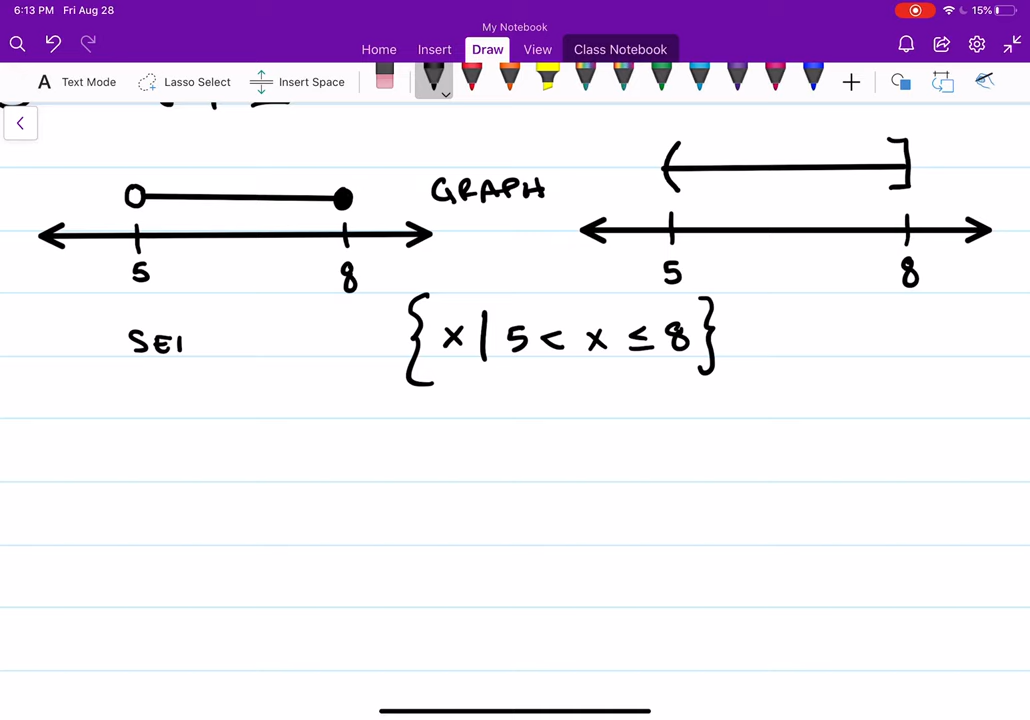 6:13 PM Fri Aug 28 15%
My Notebook
Home Insert Draw View Class Notebook
A Text Mode Lasso Select Insert Space
GRAPH
5 8 5 8
SEI { x | 5 < x ≤ 8 }